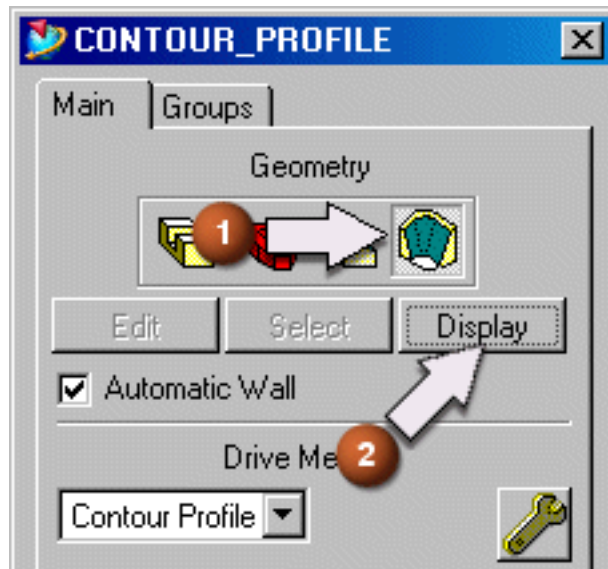 CONTOUR_PROFILE
Main Groups
Geometry
1
Edit Select Display
Automatic Wall
Drive Me
2
Contour Profile